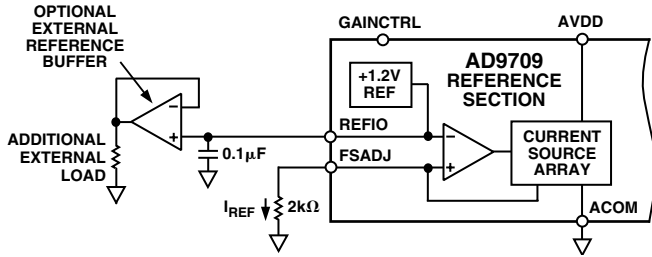 OPTIONAL
EXTERNAL
REFERENCE
BUFFER
GAINCTRL
AVDD
AD9709
REFERENCE
SECTION
+1.2V
REF
–
+
REFIO
ADDITIONAL
EXTERNAL
LOAD
0.1µF
FSADJ
–
+
CURRENT
SOURCE
ARRAY
IREF
2kΩ
ACOM